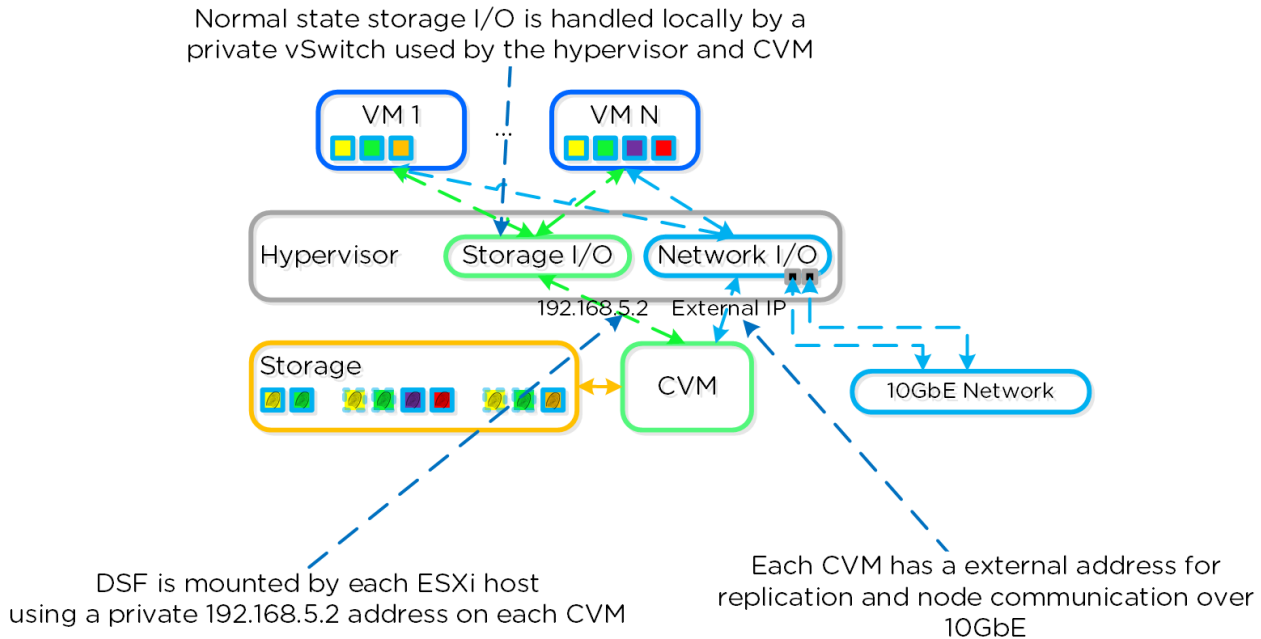 Normal state storage I/O is handled locally by a
private vSwitch used by the hypervisor and CVM
VM 1
...
VM N
Hypervisor
Storage I/O
Network I/O
192.168.5.2
External IP
Storage
CVM
10GbE Network
DSF is mounted by each ESXi host
using a private 192.168.5.2 address on each CVM
Each CVM has a external address for
replication and node communication over
10GbE